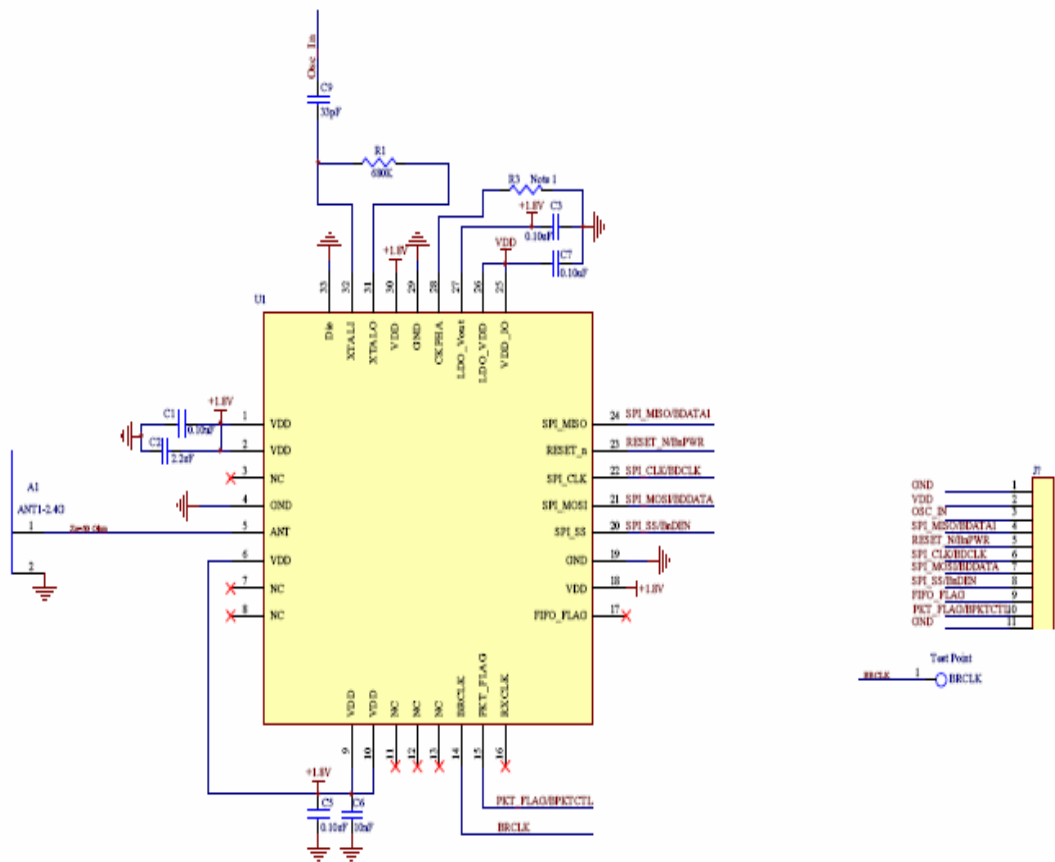 Osc In
C9
33pF
R1
680K
R3 Note 1
+1.8V
C3
0.10uF
VDD
C7
0.10uF
+1.8V
33
32
31
30
29
28
27
26
25
U1
Die
XTALI
XTALO
VDD
GND
CKPHA
LDO_Vout
LDO_VDD
VDD_IO
+1.8V
C1
0.10uF
C2
2.2nF
1 VDD
2 VDD
3 NC
4 GND
5 ANT
6 VDD
7 NC
8 NC
A1
ANT1-2.4G
1
2
SPI_MISO 24 SPI_MISO/BDATAI
RESET_n 23 RESET_N/BnPWR
SPI_CLK 22 SPI_CLK/BDCLK
SPI_MOSI 21 SPI_MOSI/BDDATA
SPI_SS 20 SPI_SS/BnDEN
GND 19
VDD 18 +1.8V
FIFO_FLAG 17
VDD
VDD
NC
NC
NC
BRCLK
PKT_FLAG
RXCLK
9
10
11
12
13
14
15
16
+1.8V
C5
0.10uF
C6
10nF
PKT_FLAG/BPKTCTL
BRCLK
J?
GND 1
VDD 2
OSC_IN 3
SPI_MISO/BDATAI 4
RESET_N/BnPWR 5
SPI_CLK/BDCLK 6
SPI_MOSI/BDDATA 7
SPI_SS/BnDEN 8
FIFO_FLAG 9
PKT_FLAG/BPKTCTL 10
GND 11
Test Point
BRCLK 1 BRCLK